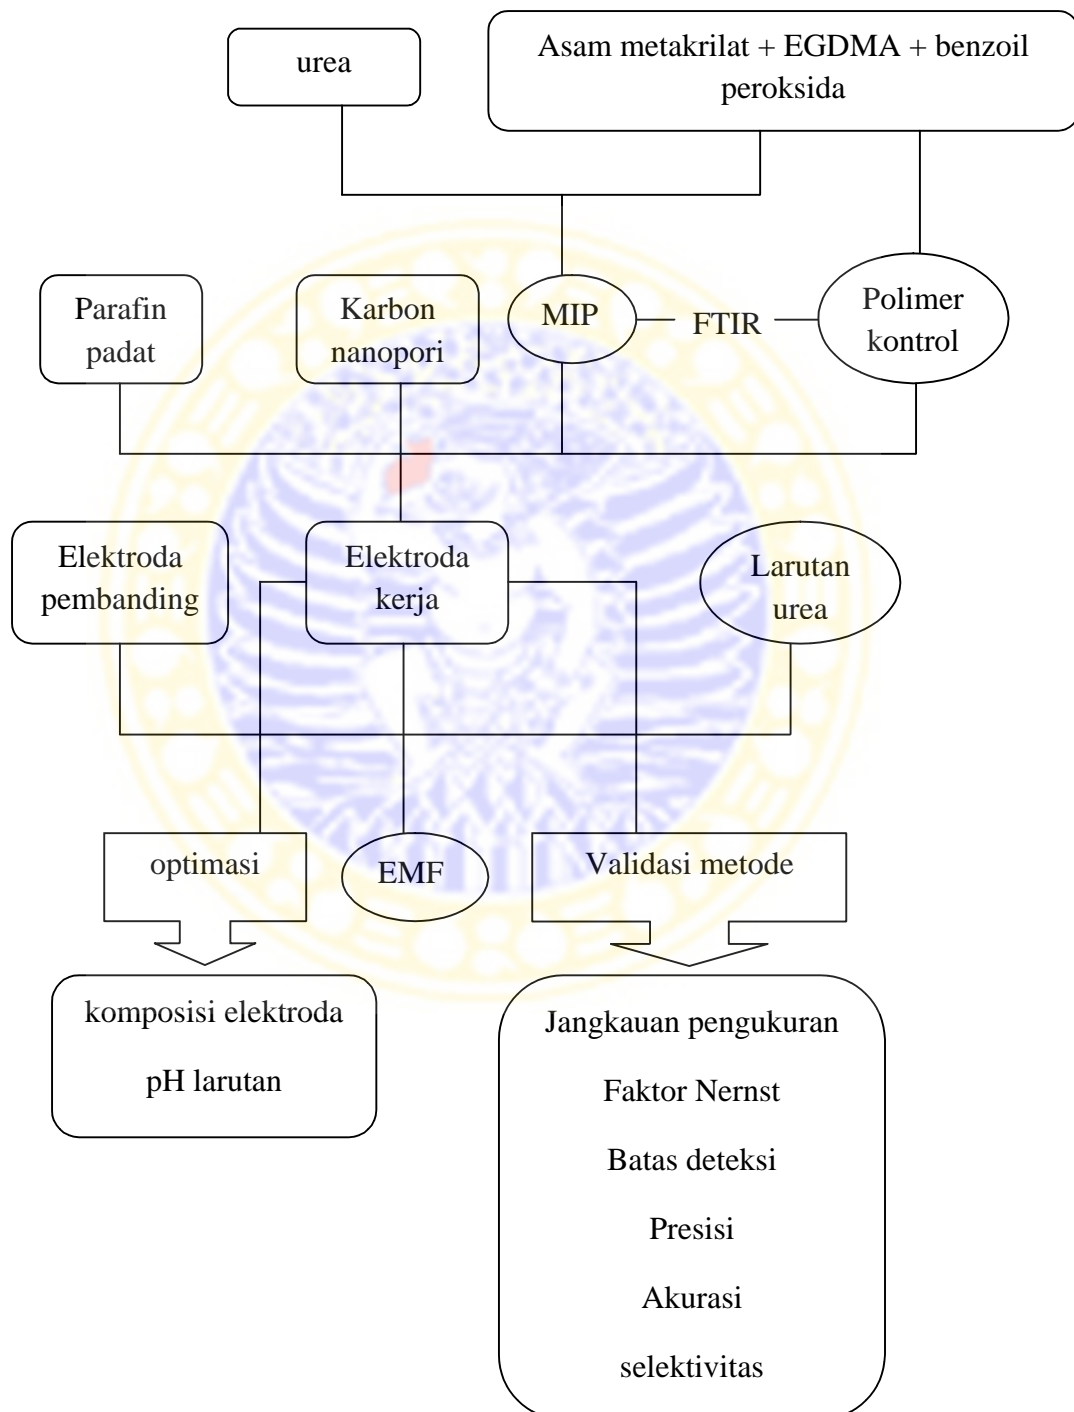 urea
Asam metakrilat + EGDMA + benzoil
peroksida
Parafin
padat
Karbon
nanopori
MIP
FTIR
Polimer
kontrol
Elektroda
pembanding
Elektroda
kerja
Larutan
urea
optimasi
EMF
Validasi metode
komposisi elektroda
pH larutan
Jangkauan pengukuran
Faktor Nernst
Batas deteksi
Presisi
Akurasi
selektivitas